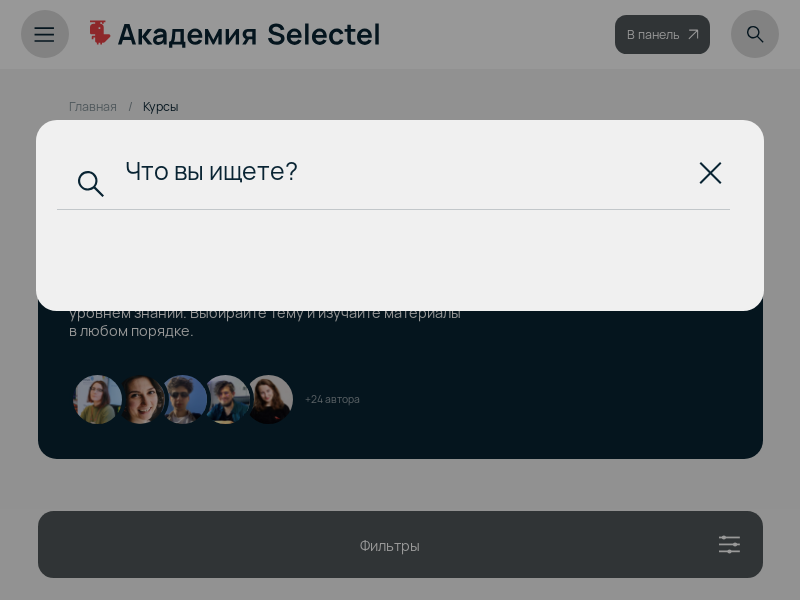 Академия Selectel
В панель
Главная / Курсы
Что вы ищете?
уровнем знаний. Выбирайте тему и изучайте материалы
в любом порядке.
+24 автора
Фильтры